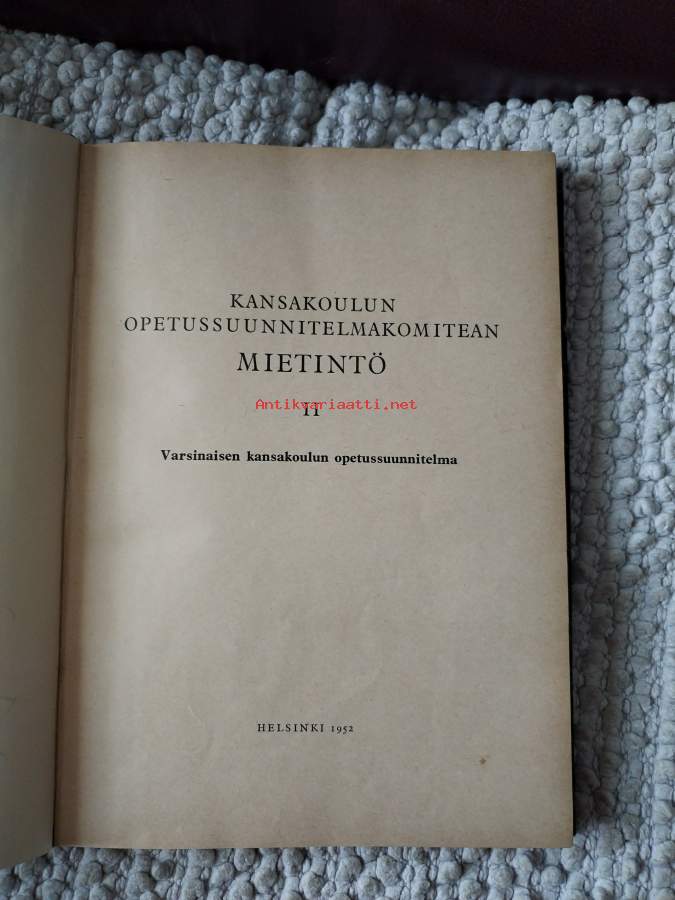 KANSAKOULUN
OPETUSSUUNNITELMAKOMITEAN
MIETINTÖ
Antikvariaatti.net
II
Varsinaisen kansakoulun opetussuunnitelma
HELSINKI 1952